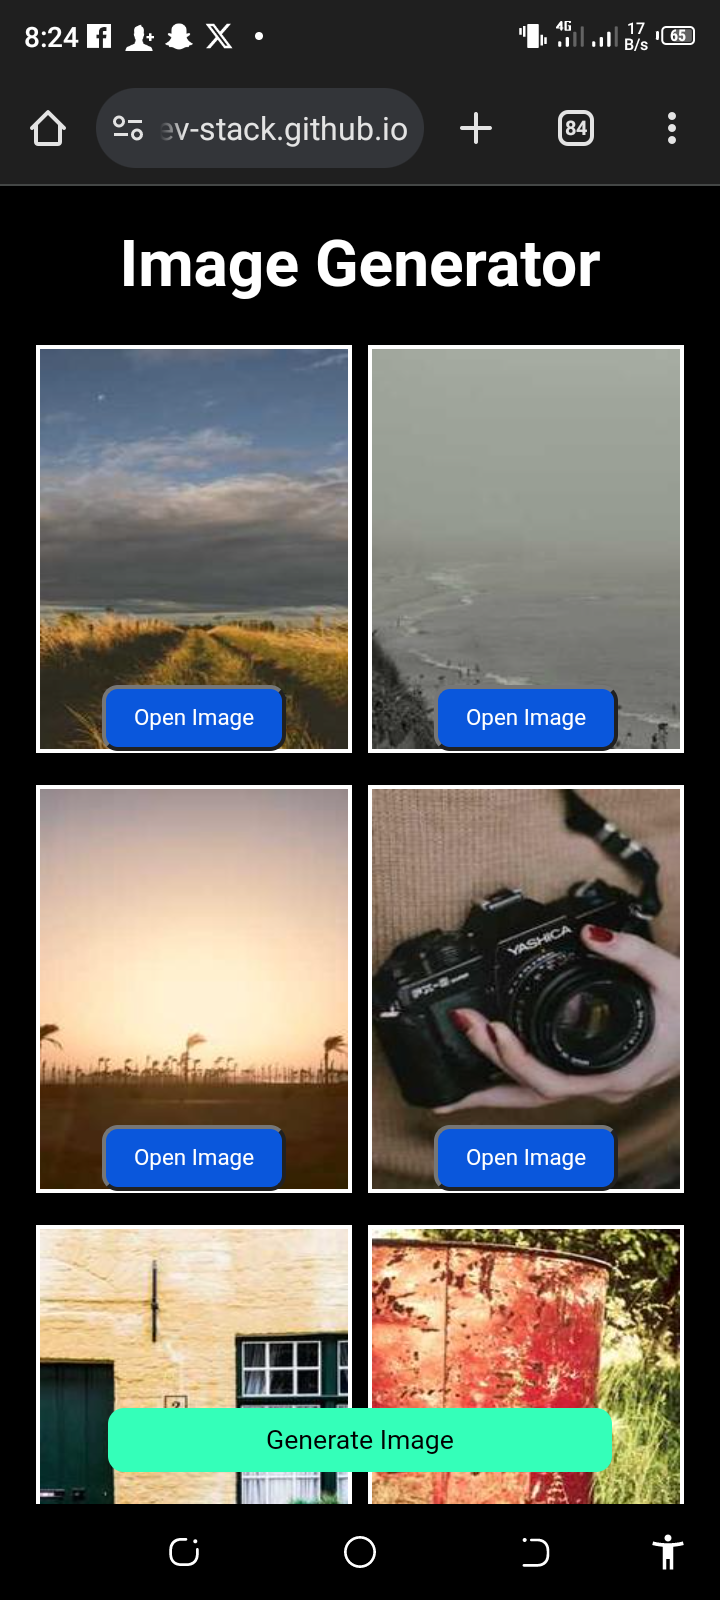 8:24
4G
17
B/s
65
ev-stack.github.io
84
Image Generator
Open Image
Open Image
YASHICA
Open Image
Open Image
2
Generate Image